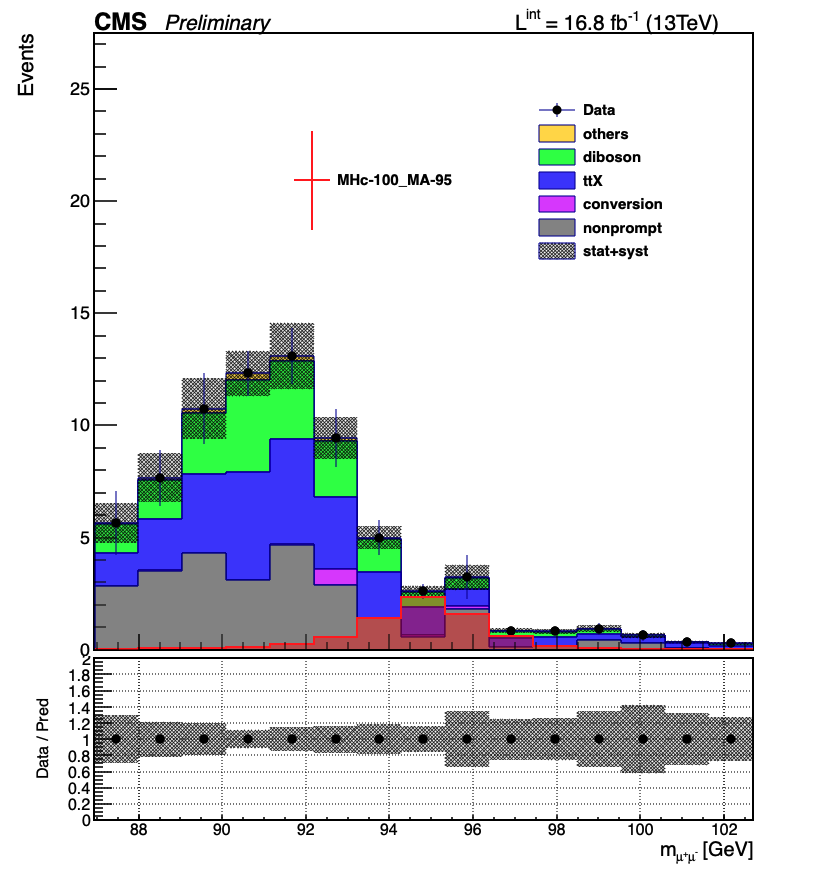 CMS Preliminary L^int = 16.8 fb^-1 (13TeV)
Events
25
20
15
10
5
0
MHc-100_MA-95
Data
others
diboson
ttX
conversion
nonprompt
stat+syst
Data / Pred
2
1.8
1.6
1.4
1.2
1
0.8
0.6
0.4
0.2
0
88 90 92 94 96 98 100 102
m_μ⁺μ⁻ [GeV]